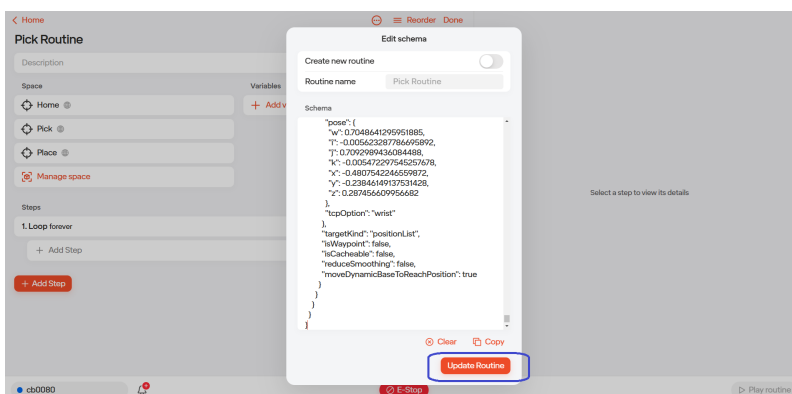 Home
Reorder Done
Pick Routine
Description
Space
Variables
Home
Add v
Pick
Place
Manage space
Steps
1. Loop forever
+ Add Step
+ Add Step
Edit schema
Create new routine
Routine name Pick Routine
Schema
"pose": {
"w": 0.7048641295951885,
"i": -0.005623287786695892,
"j": 0.7092989436084488,
"k": -0.005472297545257678,
"x": -0.4807542246559872,
"y": -0.23846149137531428,
"z": 0.287456609956682
},
"tcpOption": "wrist"
},
"targetKind": "positionList",
"isWaypoint": false,
"isCacheable": false,
"reduceSmoothing": false,
"moveDynamicBaseToReachPosition": true
}
}
}
}
]
Clear Copy
Update Routine
Select a step to view its details
cb0080
E-Stop
Play routine